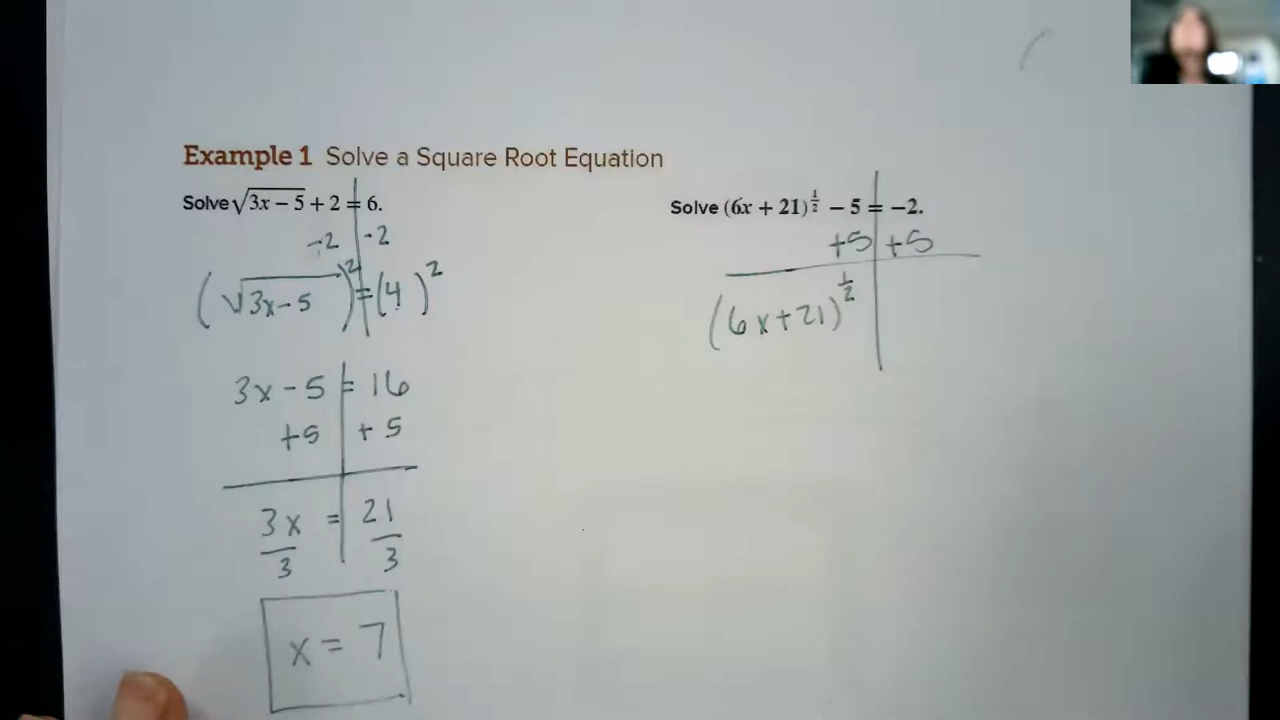 Example 1 Solve a Square Root Equation
Solve √3x − 5 + 2 = 6.
-2 | -2
(√3x-5)² = (4)²
3x - 5 = 16
+5 | +5
3x = 21
3 3
x = 7
Solve (6x + 21)^½ − 5 = −2.
+5 | +5
(6x+21)^½